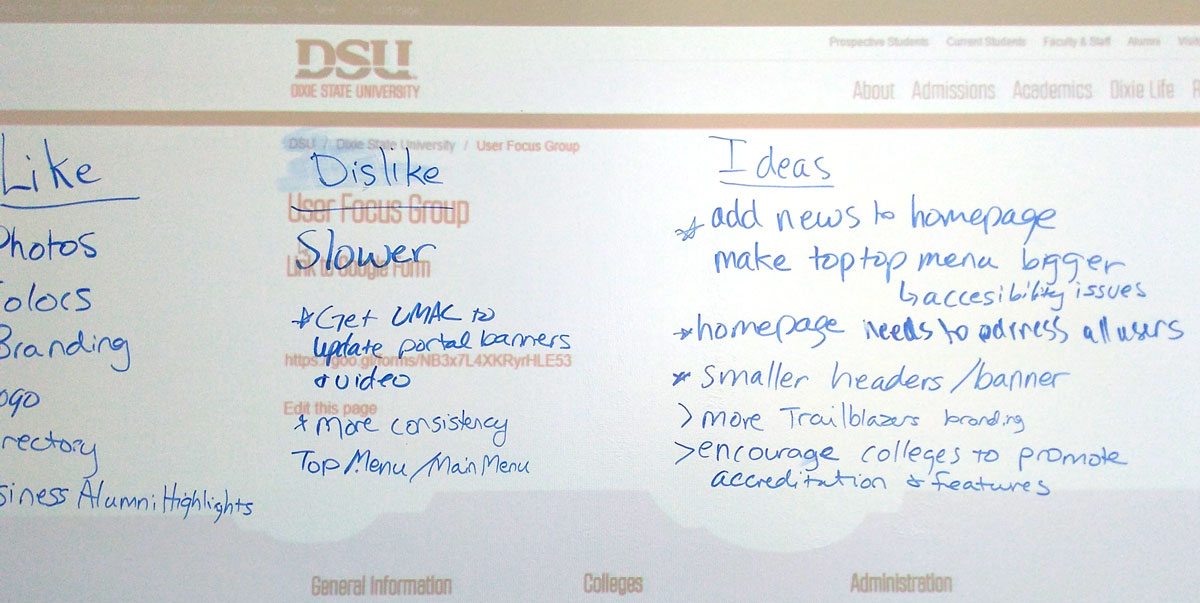 DSU
DIXIE STATE UNIVERSITY
Prospective Students Current Students Faculty & Staff Alumni
About Admissions Academics Dixie Life
DSU / Dixie State University / User Focus Group
User Focus Group
Link to Google Form
https://goo.gl/forms/NB3x7L4XKRyrHLE53
Edit this page
Like
Photos
olors
Branding
ogo
rectory
siness Alumni Highlights
Dislike
Slower
* Get UMAC to
update portal banners
& video
* more consistency
Top Menu / Main Menu
Ideas
* add news to homepage
make top top menu bigger
↳ accesibility issues
* homepage needs to adrness all users
* smaller headers / banner
> more Trailblazers branding
> encourage colleges to promote
accreditation & features
General Information Colleges Administration